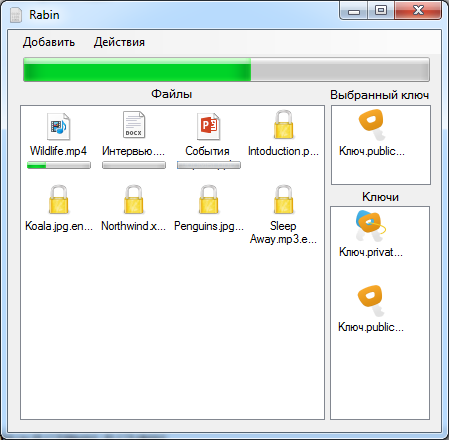 Rabin
Добавить Действия
Файлы
Выбранный ключ
Wildlife.mp4 Интервью.... События Intoduction.p...
DOCX
P
Koala.jpg.en... Northwind.x... Penguins.jpg... Sleep
Away.mp3.e...
Ключ.public...
Ключи
Ключ.privat...
Ключ.public...